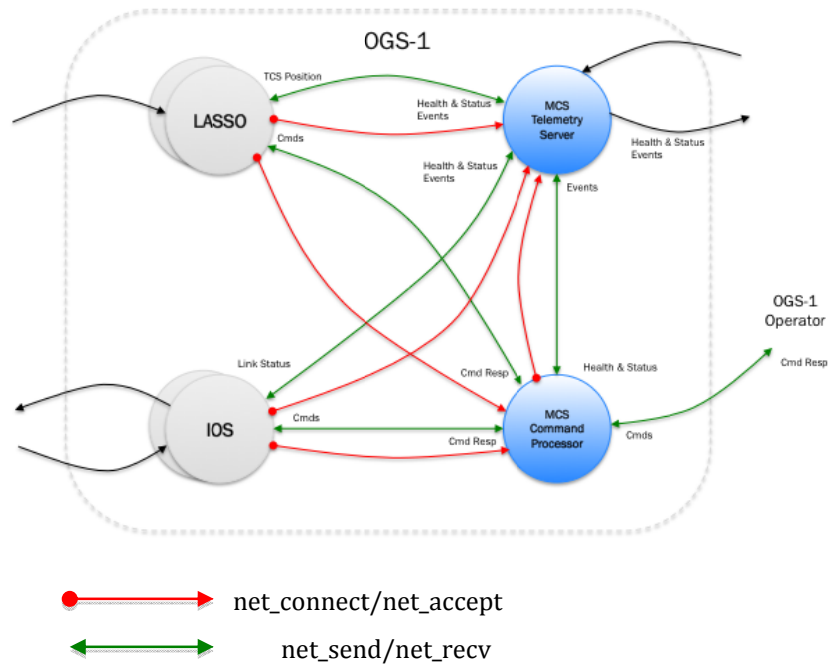 OGS-1
TCS Position
LASSO
Health & Status
Events
MCS
Telemetry
Server
Cmds
Health & Status
Events
Health & Status
Events
Events
OGS-1
Operator
Link Status
Cmd Resp
Health & Status
Cmd Resp
IOS
Cmds
Cmd Resp
MCS
Command
Processor
Cmds
net_connect/net_accept
net_send/net_recv